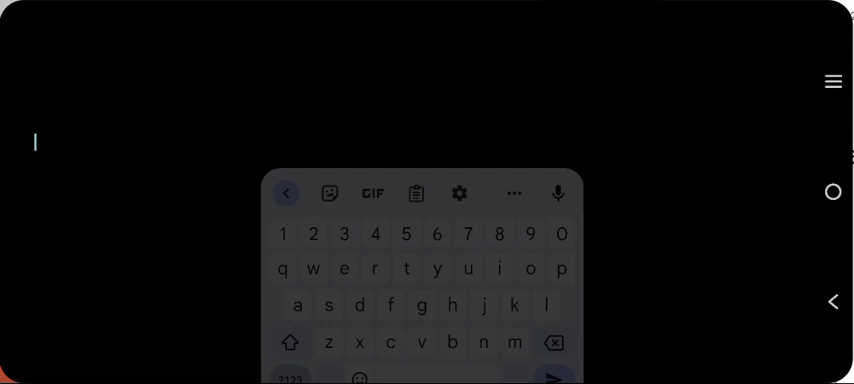 GIF
1 2 3 4 5 6 7 8 9 0
q w e r t y u i o p
a s d f g h j k l
z x c v b n m
?123